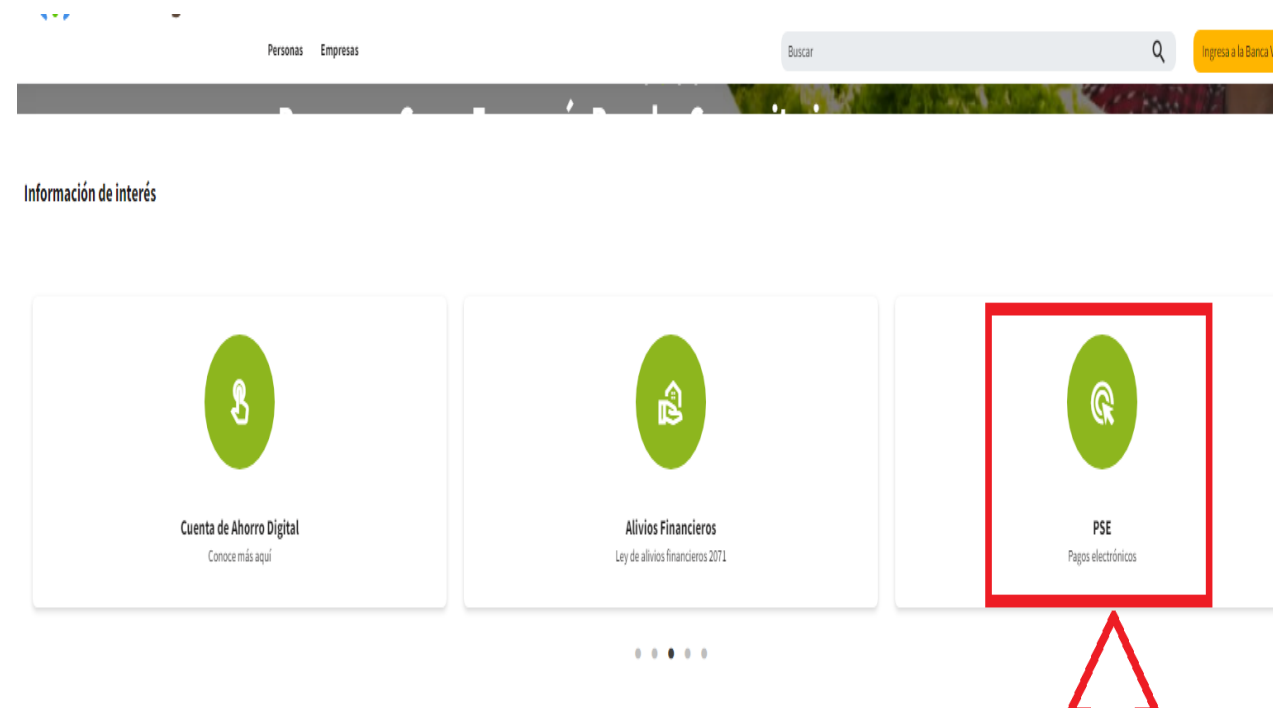 Personas Empresas Buscar Ingresa a la Banca V
Información de interés
Cuenta de Ahorro Digital
Conoce más aquí
Alivios Financieros
Ley de alivios financieros 2071
PSE
Pagos electrónicos